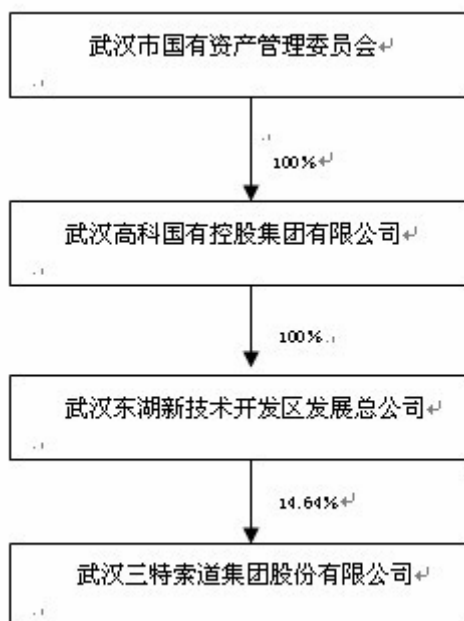 武汉市国有资产管理委员会
100%
武汉高科国有控股集团有限公司
100%
武汉东湖新技术开发区发展总公司
14.64%
武汉三特索道集团股份有限公司